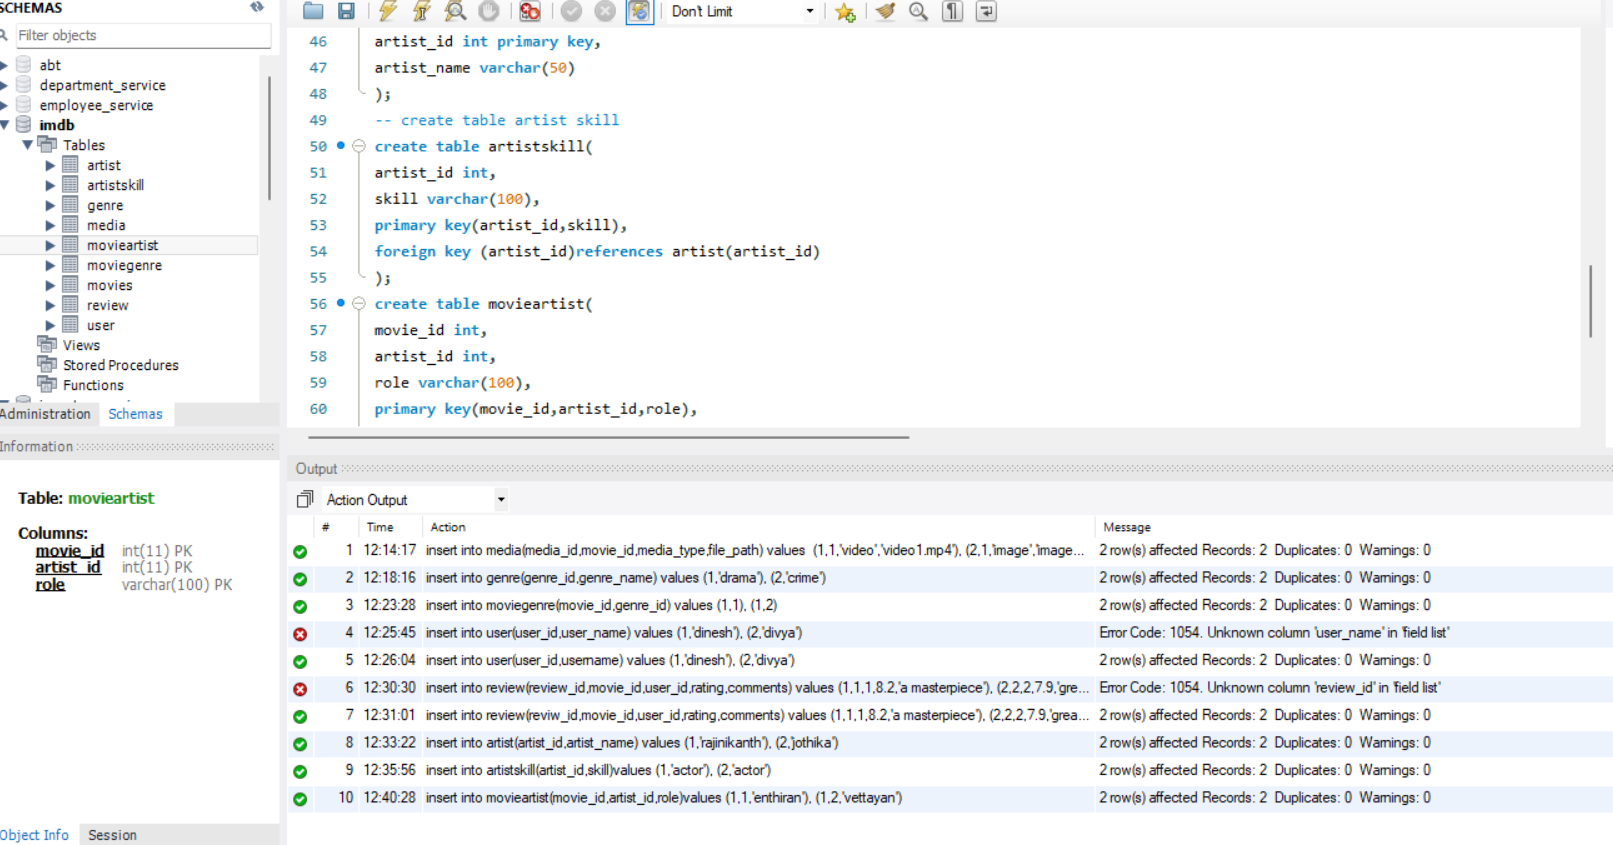 SCHEMAS
Filter objects
abt
department_service
employee_service
imdb
Tables
artist
artistskill
genre
media
movieartist
moviegenre
movies
review
user
Views
Stored Procedures
Functions
Administration Schemas
Information
Table: movieartist
Columns:
movie_id int(11) PK
artist_id int(11) PK
role varchar(100) PK
Object Info Session
Don't Limit
46 artist_id int primary key,
47 artist_name varchar(50)
48 );
49 -- create table artist skill
50 create table artistskill(
51 artist_id int,
52 skill varchar(100),
53 primary key(artist_id,skill),
54 foreign key (artist_id)references artist(artist_id)
55 );
56 create table movieartist(
57 movie_id int,
58 artist_id int,
59 role varchar(100),
60 primary key(movie_id,artist_id,role),
Output
Action Output
# Time Action Message
1 12:14:17 insert into media(media_id,movie_id,media_type,file_path) values (1,1,'video','video1.mp4'), (2,1,'image','image... 2 row(s) affected Records: 2 Duplicates: 0 Warnings: 0
2 12:18:16 insert into genre(genre_id,genre_name) values (1,'drama'), (2,'crime') 2 row(s) affected Records: 2 Duplicates: 0 Warnings: 0
3 12:23:28 insert into moviegenre(movie_id,genre_id) values (1,1), (1,2) 2 row(s) affected Records: 2 Duplicates: 0 Warnings: 0
4 12:25:45 insert into user(user_id,user_name) values (1,'dinesh'), (2,'divya') Error Code: 1054. Unknown column 'user_name' in 'field list'
5 12:26:04 insert into user(user_id,username) values (1,'dinesh'), (2,'divya') 2 row(s) affected Records: 2 Duplicates: 0 Warnings: 0
6 12:30:30 insert into review(review_id,movie_id,user_id,rating,comments) values (1,1,1,8.2,'a masterpiece'), (2,2,2,7.9,'gre... Error Code: 1054. Unknown column 'review_id' in 'field list'
7 12:31:01 insert into review(reviw_id,movie_id,user_id,rating,comments) values (1,1,1,8.2,'a masterpiece'), (2,2,2,7.9,'grea... 2 row(s) affected Records: 2 Duplicates: 0 Warnings: 0
8 12:33:22 insert into artist(artist_id,artist_name) values (1,'rajinikanth'), (2,'jothika') 2 row(s) affected Records: 2 Duplicates: 0 Warnings: 0
9 12:35:56 insert into artistskill(artist_id,skill)values (1,'actor'), (2,'actor') 2 row(s) affected Records: 2 Duplicates: 0 Warnings: 0
10 12:40:28 insert into movieartist(movie_id,artist_id,role)values (1,1,'enthiran'), (1,2,'vettayan') 2 row(s) affected Records: 2 Duplicates: 0 Warnings: 0